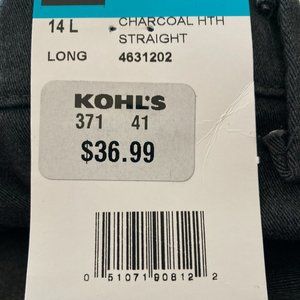 14 L CHARCOAL HTH
STRAIGHT
LONG 4631202
KOHL'S
371 41
$36.99
0 51071 90812 2